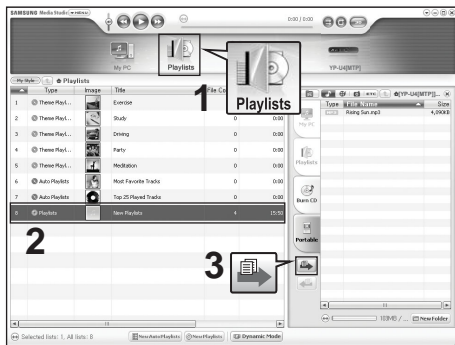 SAMSUNG Media Studio MENU
0:00 / 0:00
My PC
Playlists
YP-U4[MTP]
1
Playlists
My Style
Playlists
Type Image Title File Co
1 Theme Playl... Exercise 0 0:00
2 Theme Playl... Study 0 0:00
3 Theme Playl... Driving 0 0:00
4 Theme Playl... Party 0 0:00
5 Theme Playl... Meditation 0 0:00
6 Auto Playlists Most Favorite Tracks 0 0:00
7 Auto Playlists Top 25 Played Tracks 0 0:00
8 Playlists New Playlists 4 15:50
2
3
My PC
Playlists
Burn CD
Portable
ETC
[YP-U4[MTP]]...
Type File Name Size
Rising Sun.mp3 4,090KB
New Folder
Selected lists: 1, All lists: 8
New AutoPlaylists
New Playlists
Dynamic Mode